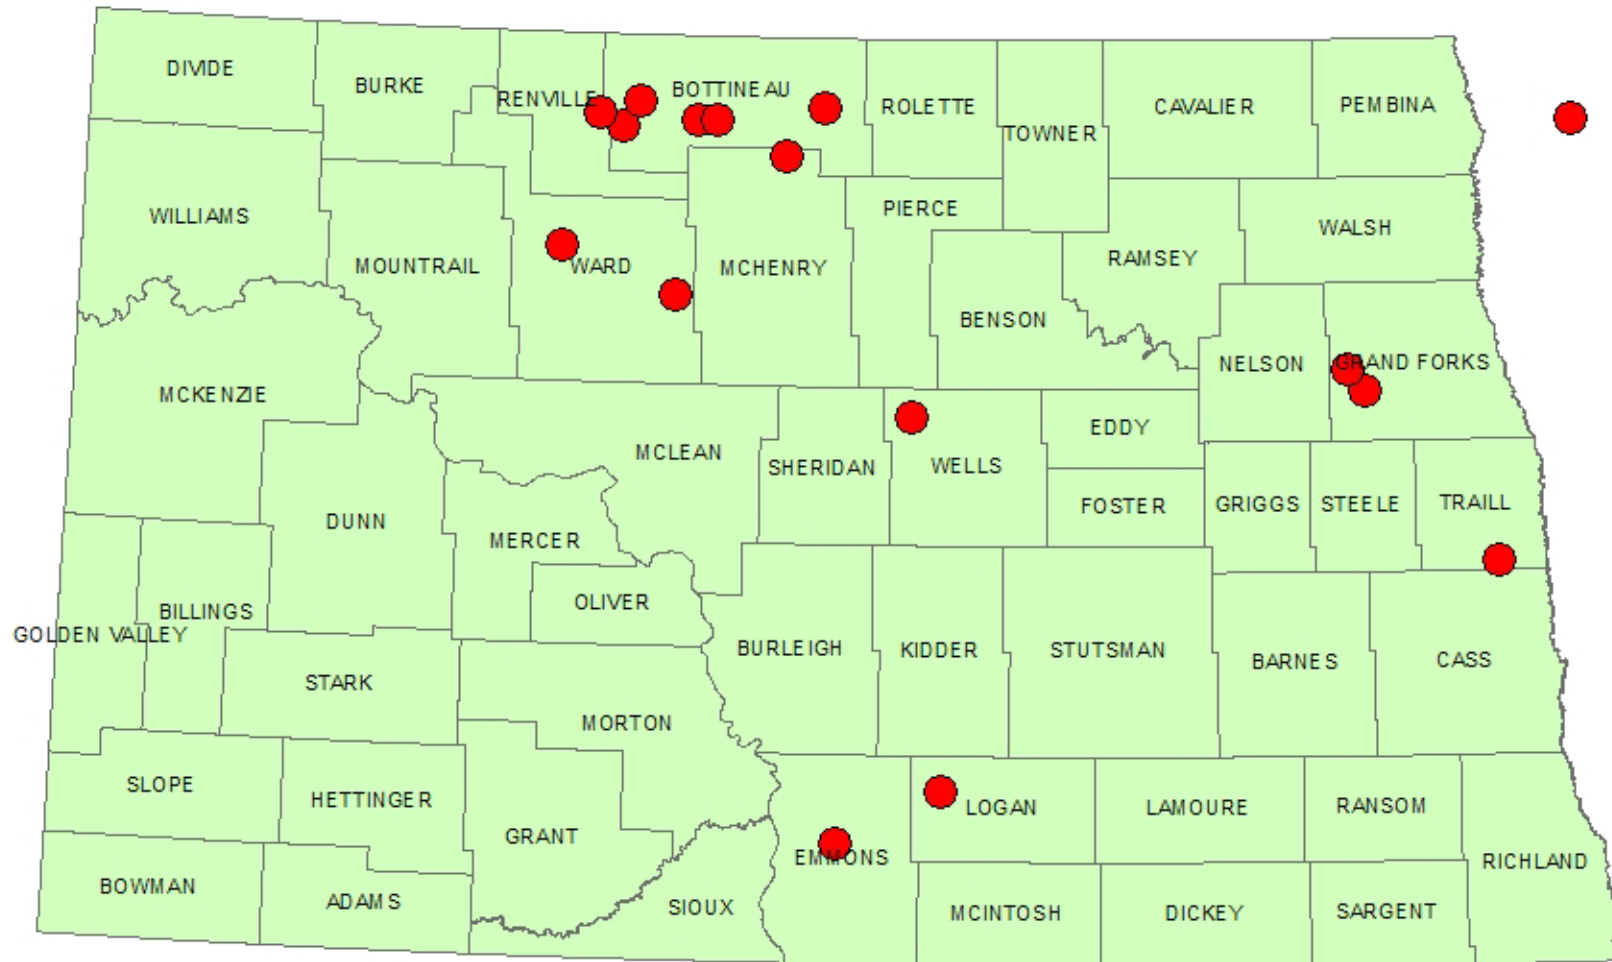 DIVIDE
BURKE
RENVILLE
BOTTINEAU
ROLETTE
TOWNER
CAVALIER
PEMBINA
WILLIAMS
MOUNTRAIL
WARD
MCHENRY
PIERCE
BENSON
RAMSEY
WALSH
MCKENZIE
NELSON
GRAND FORKS
DUNN
MCLEAN
SHERIDAN
WELLS
EDDY
FOSTER
GRIGGS
STEELE
TRAILL
MERCER
OLIVER
GOLDEN VALLEY
BILLINGS
STARK
MORTON
BURLEIGH
KIDDER
STUTSMAN
BARNES
CASS
SLOPE
HETTINGER
GRANT
EMMONS
LOGAN
LAMOURE
RANSOM
RICHLAND
BOWMAN
ADAMS
SIOUX
MCINTOSH
DICKEY
SARGENT